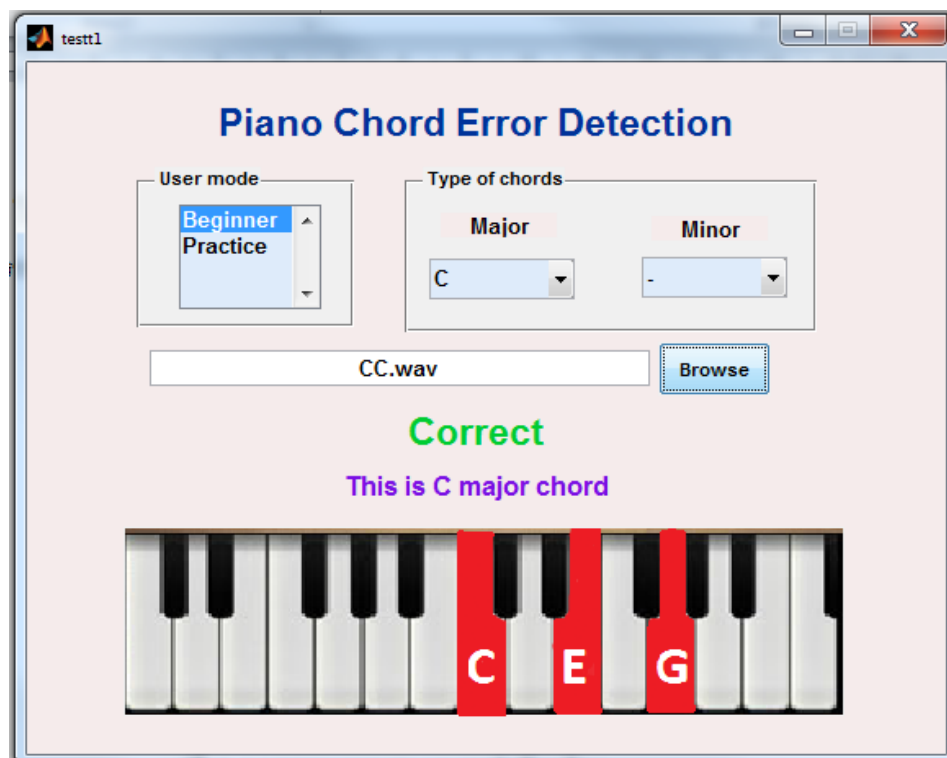 testt1
Piano Chord Error Detection
User mode
Type of chords
Beginner
Practice
Major
Minor
C
-
CC.wav
Browse
Correct
This is C major chord
C E G